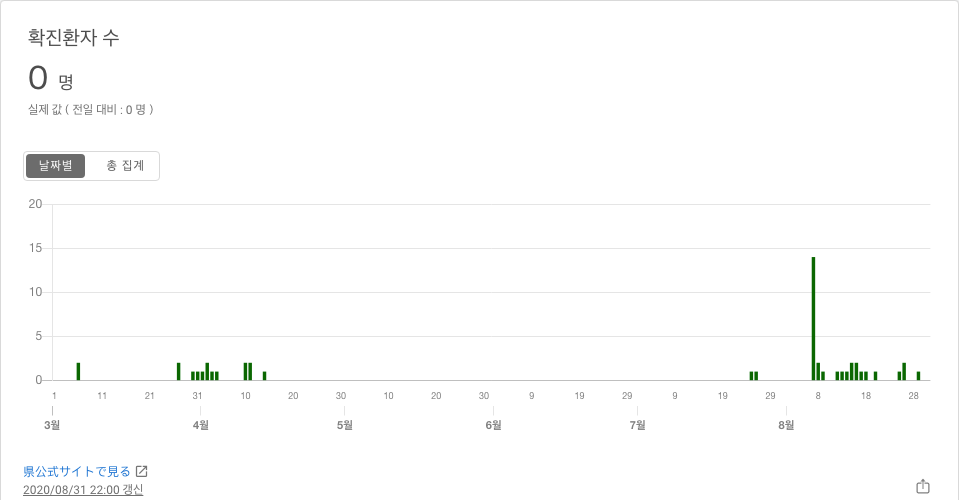 확진환자 수
0 명
실제 값 ( 전일 대비 : 0 명 )
날짜별 총 집계
20
15
10
5
0
1 11 21 31 10 20 30 10 20 30 9 19 29 9 19 29 8 18 28
3월 4월 5월 6월 7월 8월
県公式サイトで見る
2020/08/31 22:00 갱신